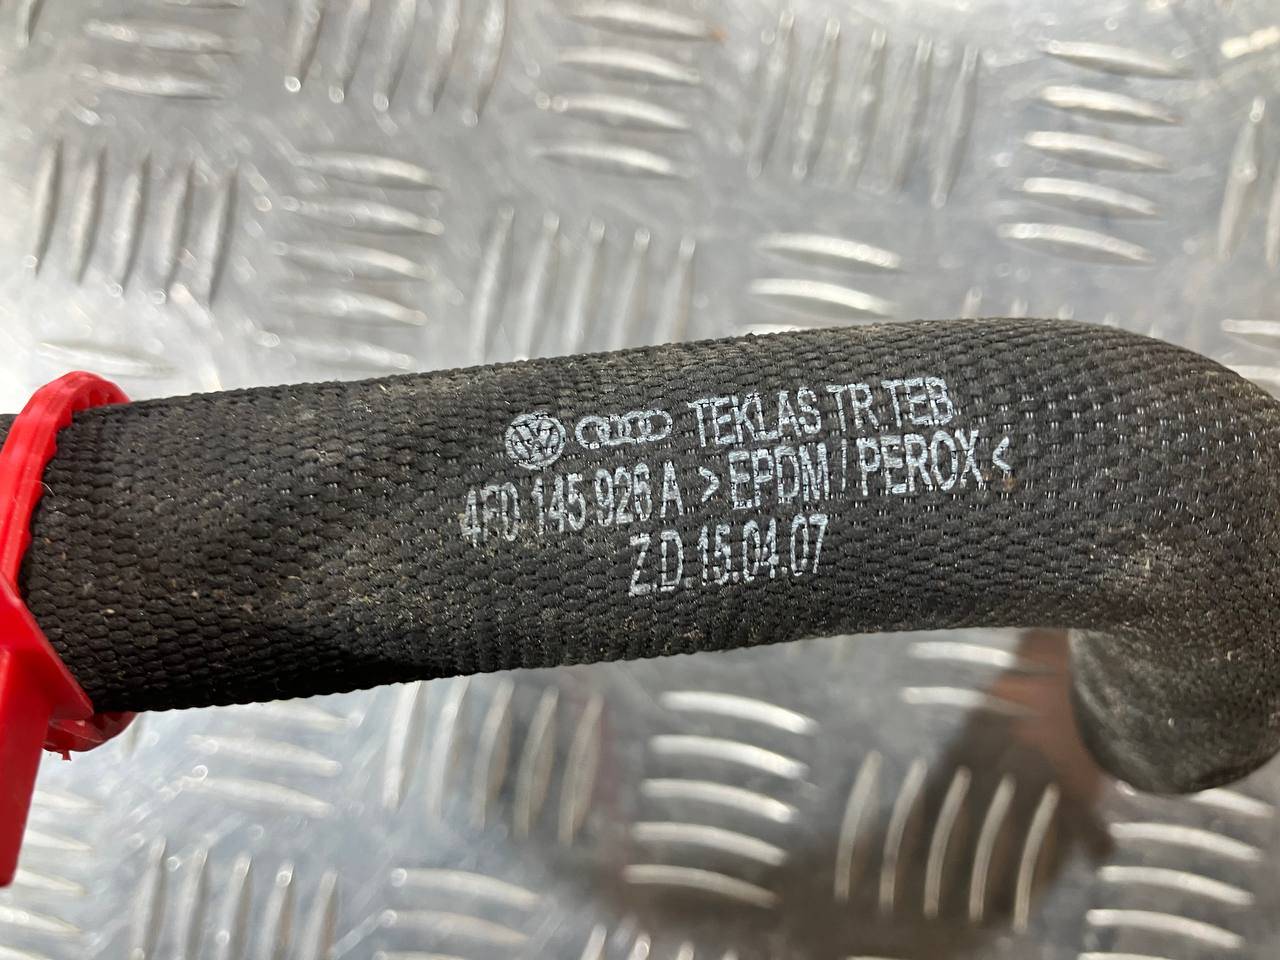 TEKLAS TR.TEB
4F0 145 926 A >EPDM / PEROX<
Z.D. 15.04.07